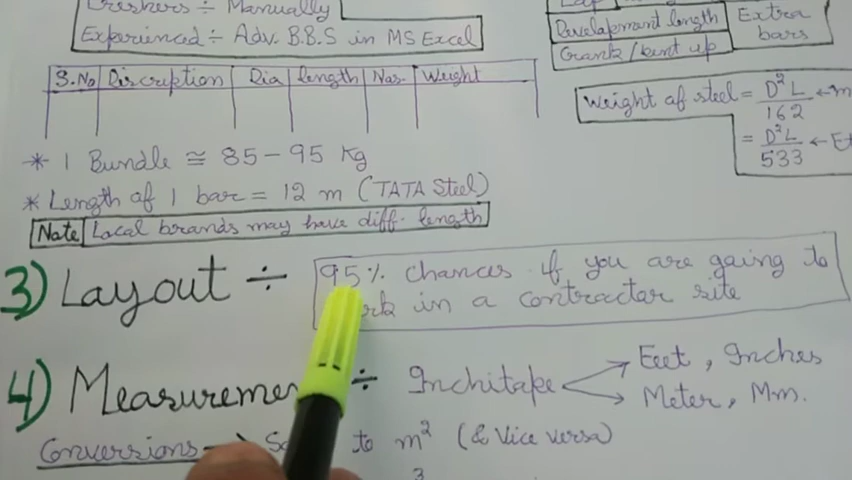 Freshers ÷ Manually
Experienced ÷ Adv. B.B.S in MS Excel
Development length
Crank/bent up
Extra bars
S.No Discription Dia length Nos. Weight
Weight of steel = D²L / 162 ← m
= D²L / 533 ←
* 1 Bundle ≅ 85-95 Kg
* Length of 1 bar = 12 m (TATA Steel)
Note Local brands may have diff. length
3) Layout ÷ 95% chances if you are going to
in a contractor site
4) Measurement ÷ Inchitape
Feet, Inches
Meter, Mm.
Conversions → to m² (& Vice versa)
3